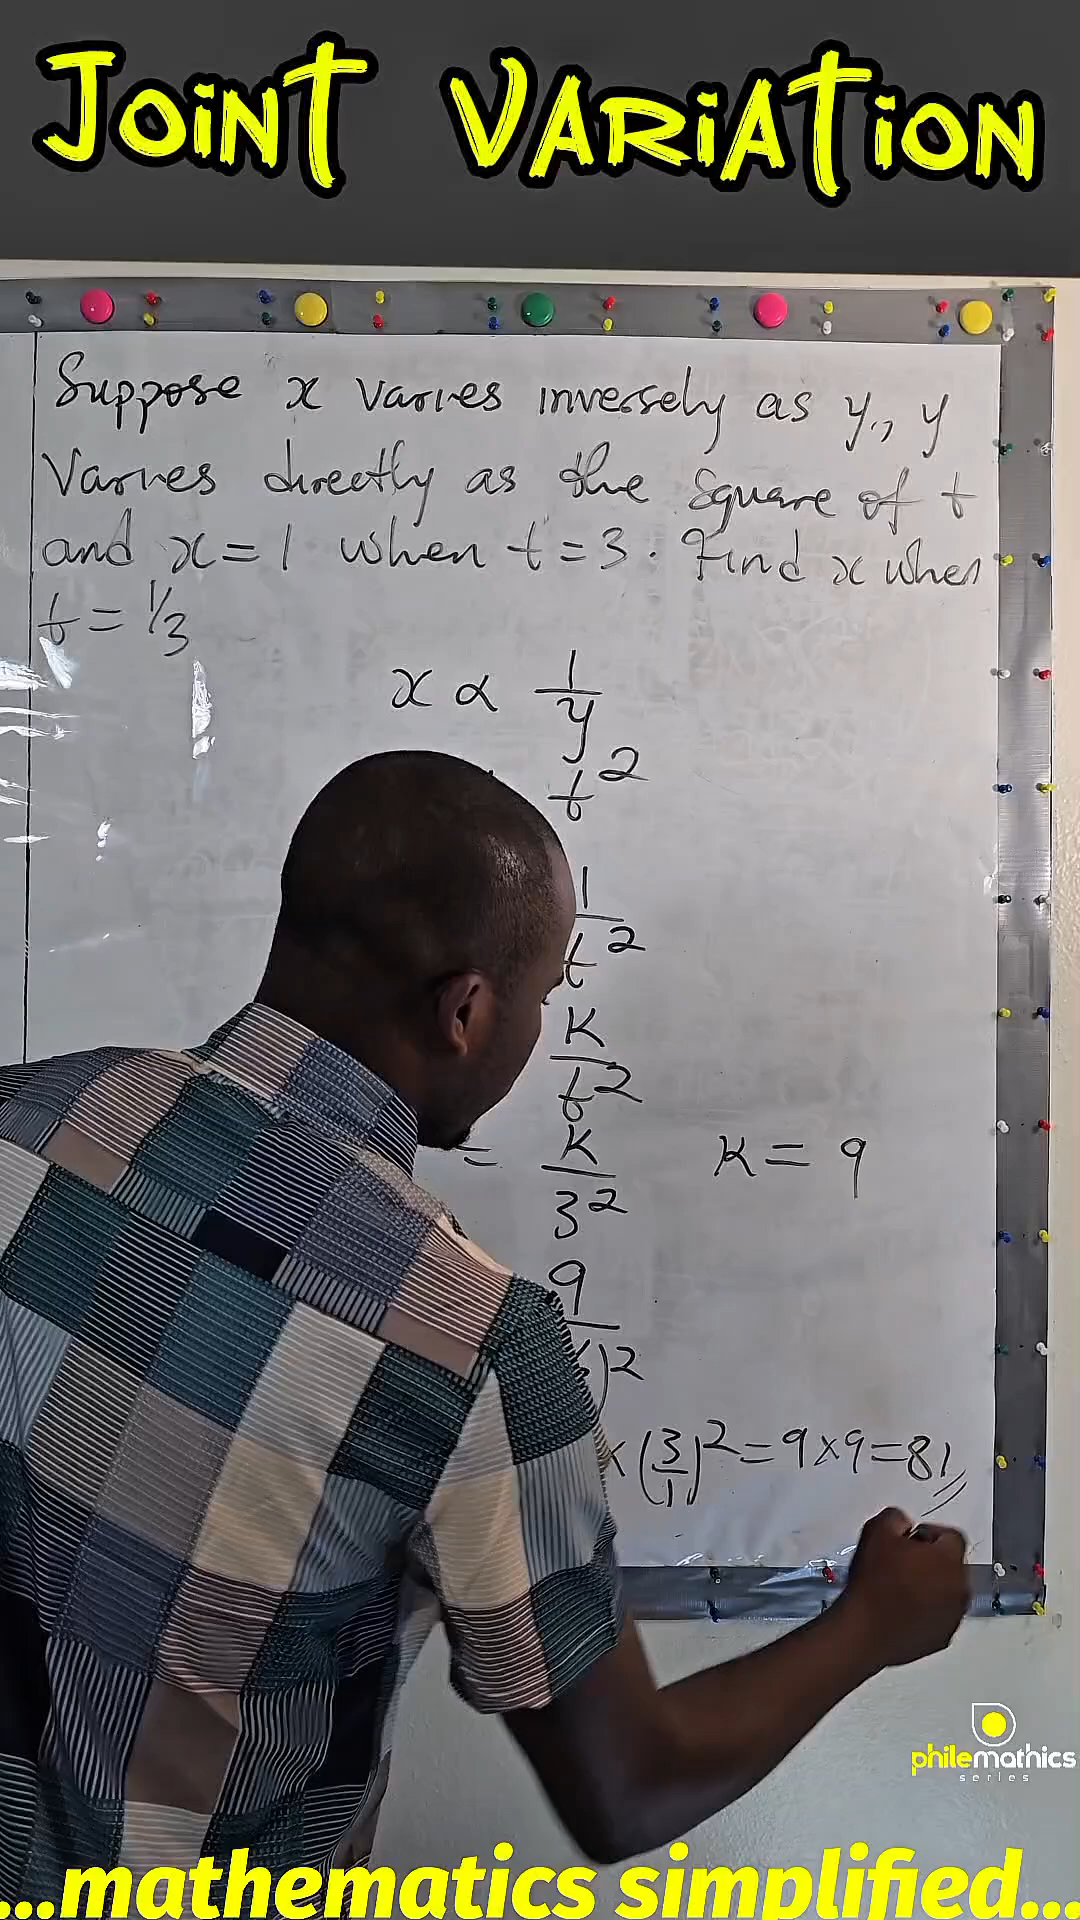 JOINT VARIATION
Suppose x varies inversely as y, y
varies directly as the square of t
and x = 1 when t = 3. Find x when
t = 1/3
x ∝ 1/y
t²
1/t²
K/t²
= K/3² K = 9
9
)²
× (3/1)² = 9 × 9 = 81
philemathics
series
...mathematics simplified...